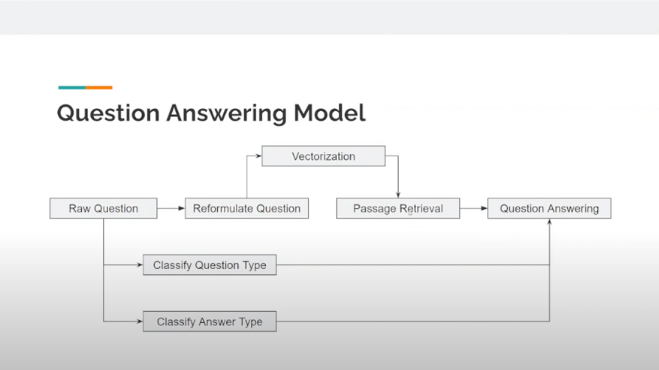 Question Answering Model
Vectorization
Raw Question
Reformulate Question
Passage Retrieval
Question Answering
Classify Question Type
Classify Answer Type